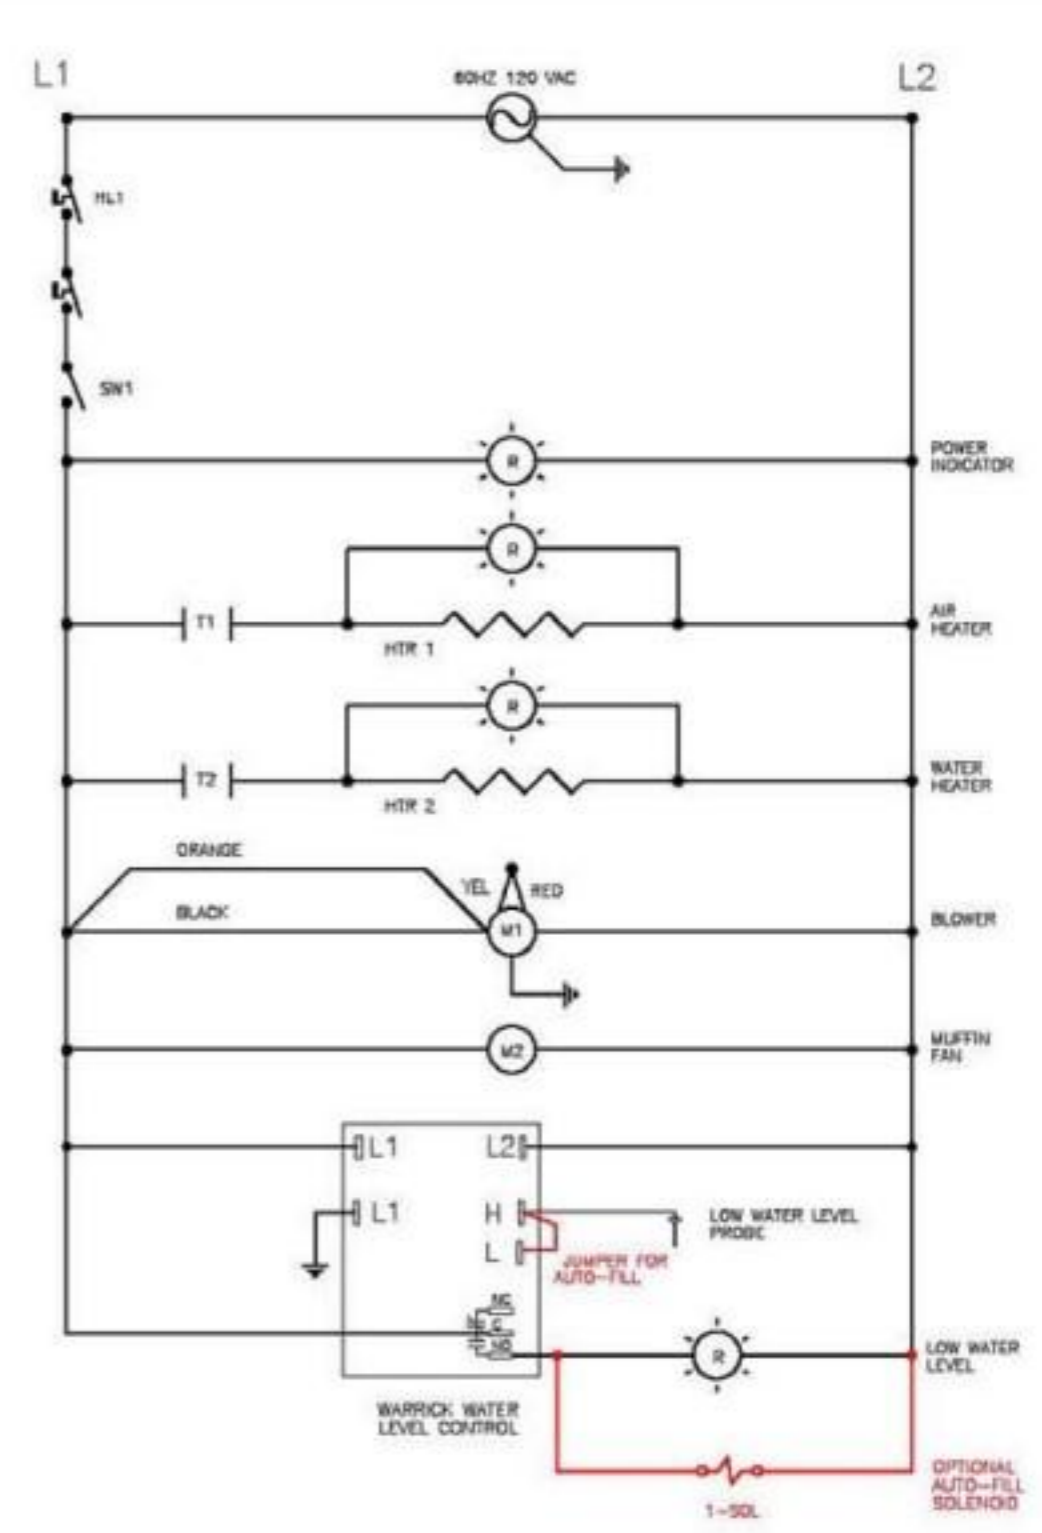 L1
60HZ 120 VAC
L2
HL1
SW1
R
POWER
INDICATOR
R
T1
HTR 1
AIR
HEATER
R
T2
HTR 2
WATER
HEATER
ORANGE
BLACK
YEL
RED
M1
BLOWER
M2
MUFFIN
FAN
L1
L2
L1
H
L
LOW WATER LEVEL
PROBE
JUMPER FOR
AUTO-FILL
NC
C
NO
R
LOW WATER
LEVEL
WARRICK WATER
LEVEL CONTROL
1-SOL
OPTIONAL
AUTO-FILL
SOLENOID